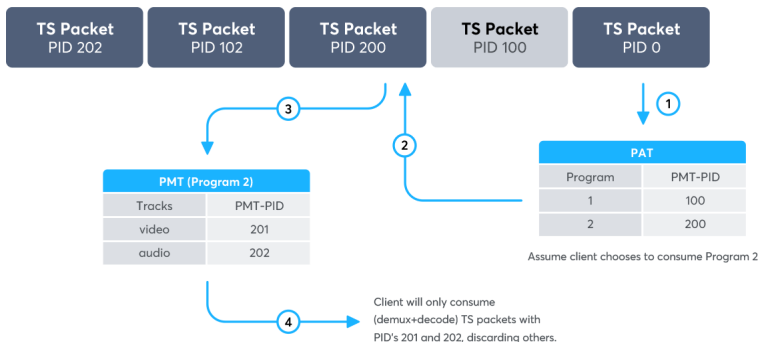 TS Packet
PID 202
TS Packet
PID 102
TS Packet
PID 200
TS Packet
PID 100
TS Packet
PID 0
1
3
2
PAT
Program PMT-PID
1 100
2 200
Assume client chooses to consume Program 2
PMT (Program 2)
Tracks PMT-PID
video 201
audio 202
4
Client will only consume
(demux+decode) TS packets with
PID's 201 and 202, discarding others.